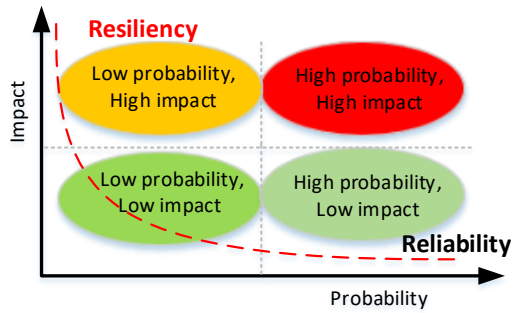 Resiliency
Low probability,
High impact
High probability,
High impact
Impact
Low probability,
Low impact
High probability,
Low impact
Reliability
Probability